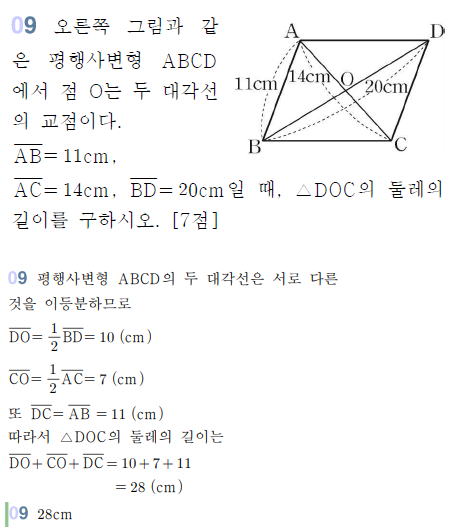 09 오른쪽 그림과 같
은 평행사변형 ABCD
에서 점 O는 두 대각선
의 교점이다.
AB=11cm,
AC=14cm, BD=20cm일 때, △DOC의 둘레의
길이를 구하시오. [7점]
A
D
11cm
14cm
O
20cm
B
C
09 평행사변형 ABCD의 두 대각선은 서로 다른
것을 이등분하므로
DO=1/2BD=10 (cm)
CO=1/2AC=7 (cm)
또 DC=AB=11 (cm)
따라서 △DOC의 둘레의 길이는
DO+CO+DC=10+7+11
=28 (cm)
09 28cm